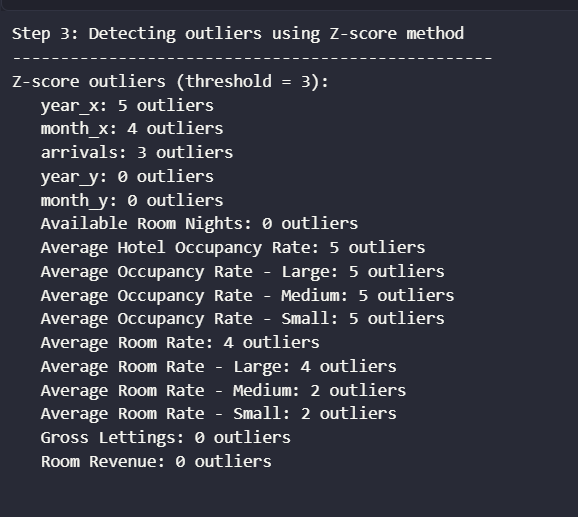 Step 3: Detecting outliers using Z-score method
--------------------------------------------------
Z-score outliers (threshold = 3):
year_x: 5 outliers
month_x: 4 outliers
arrivals: 3 outliers
year_y: 0 outliers
month_y: 0 outliers
Available Room Nights: 0 outliers
Average Hotel Occupancy Rate: 5 outliers
Average Occupancy Rate - Large: 5 outliers
Average Occupancy Rate - Medium: 5 outliers
Average Occupancy Rate - Small: 5 outliers
Average Room Rate: 4 outliers
Average Room Rate - Large: 4 outliers
Average Room Rate - Medium: 2 outliers
Average Room Rate - Small: 2 outliers
Gross Lettings: 0 outliers
Room Revenue: 0 outliers